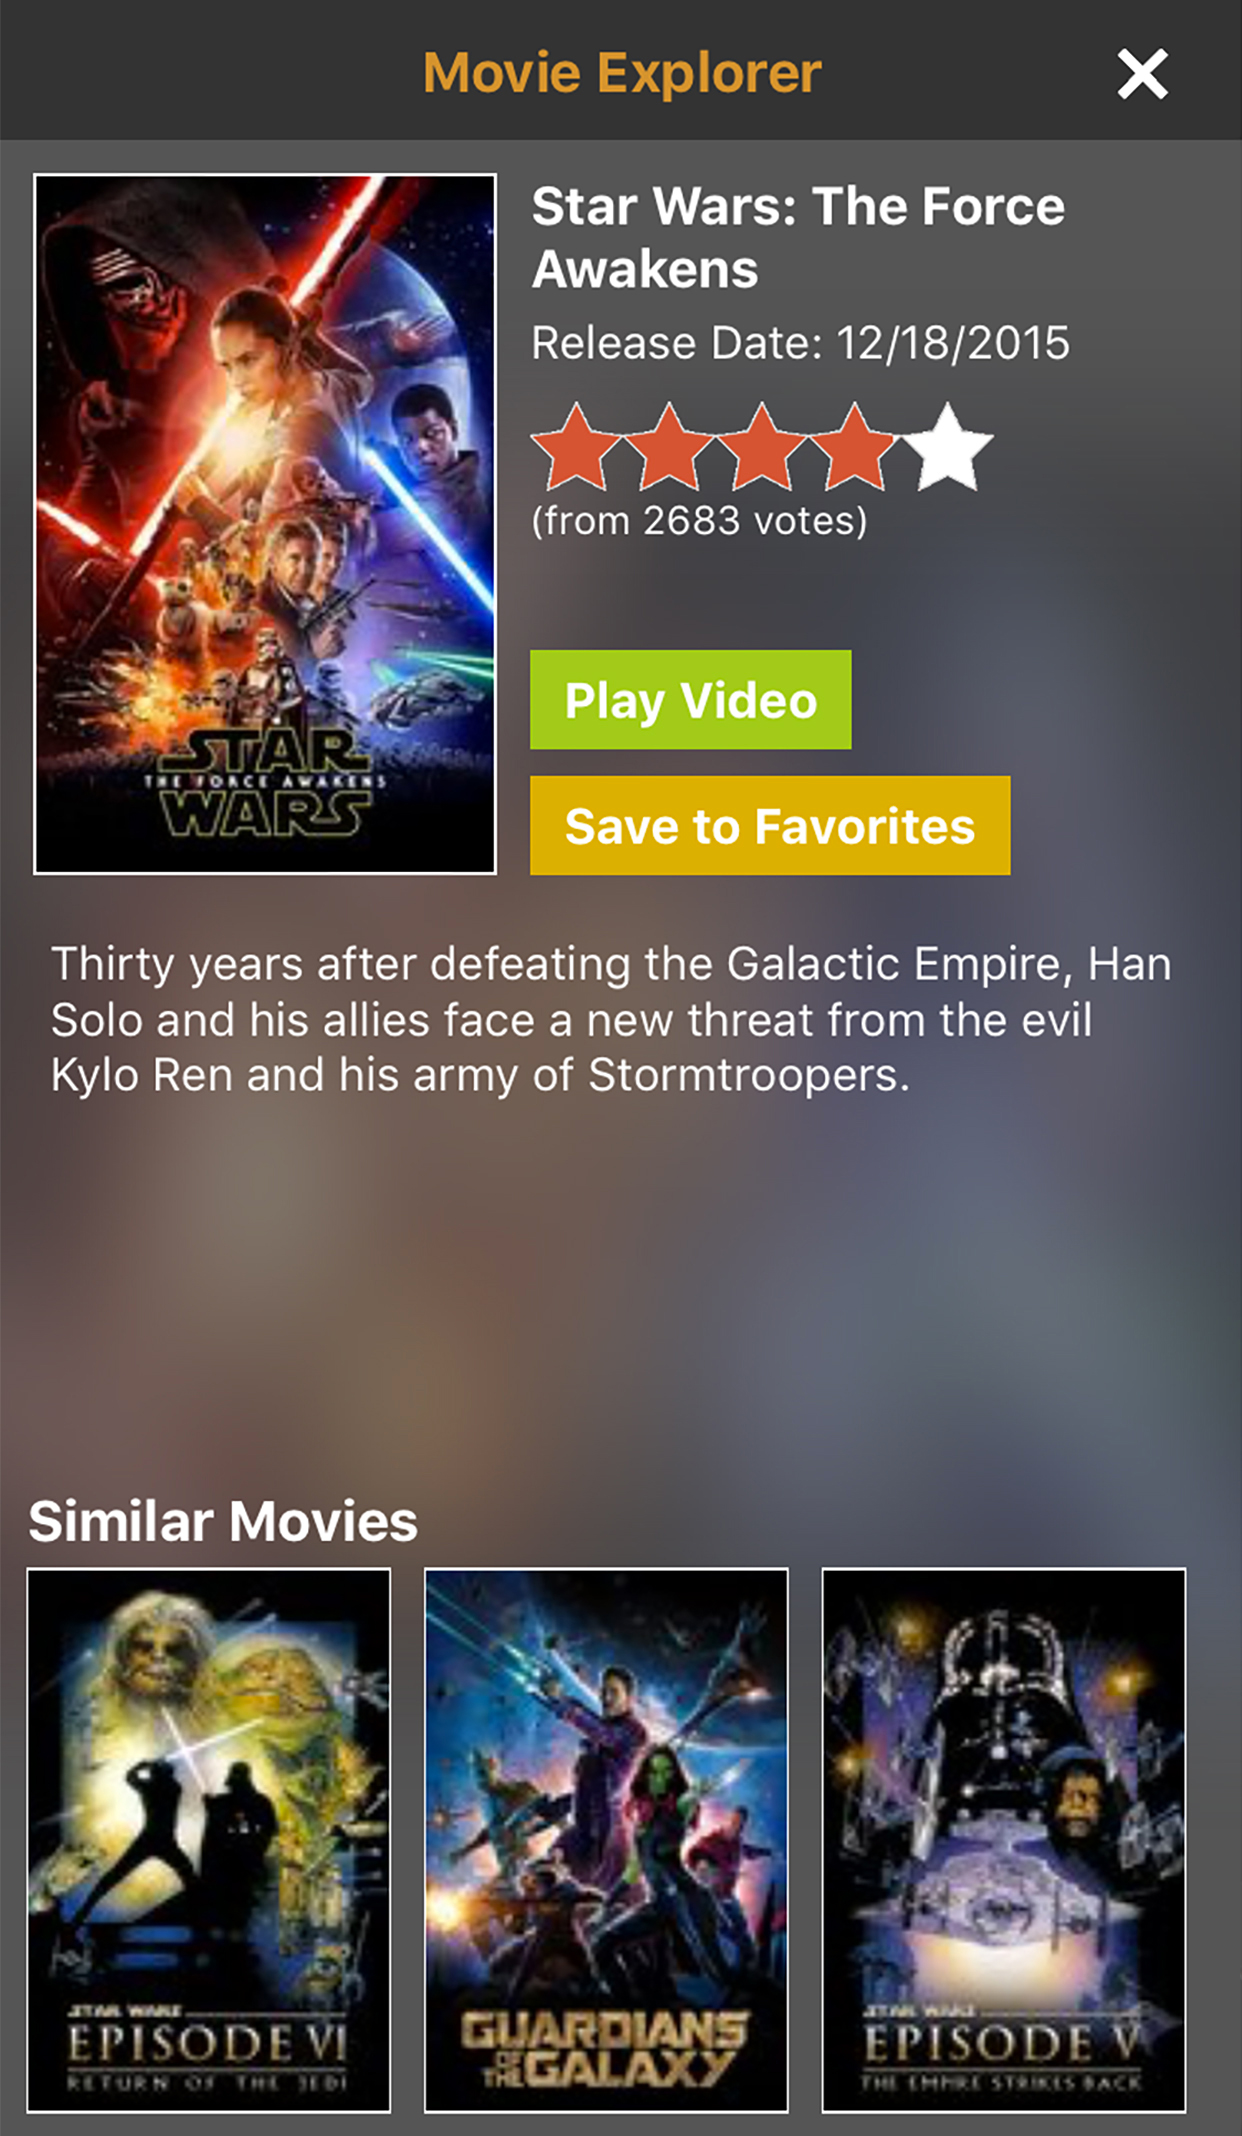 Movie Explorer
Star Wars: The Force
Awakens
Release Date: 12/18/2015
(from 2683 votes)
Play Video
Save to Favorites
STAR
THE FORCE AWAKENS
WARS
Thirty years after defeating the Galactic Empire, Han
Solo and his allies face a new threat from the evil
Kylo Ren and his army of Stormtroopers.
Similar Movies
STAR WARS
EPISODE VI
RETURN OF THE JEDI
GUARDIANS
OF THE GALAXY
STAR WARS
EPISODE V
THE EMPIRE STRIKES BACK